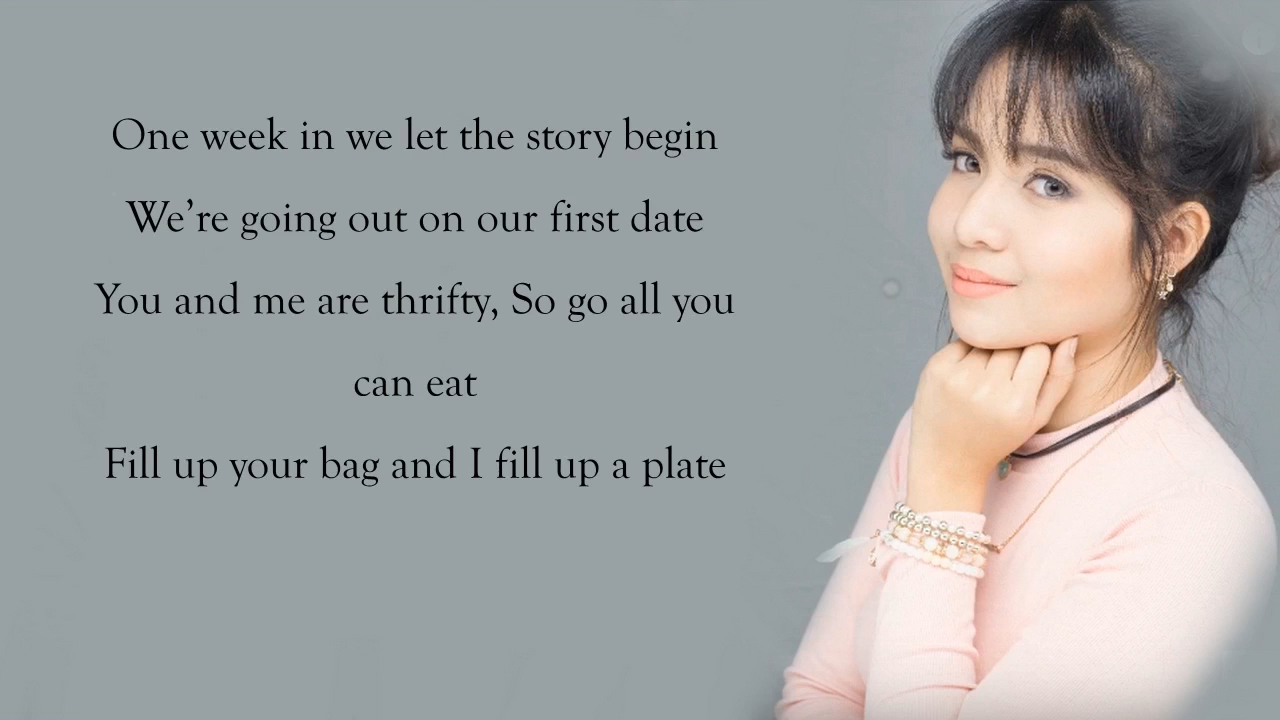 One week in we let the story begin
We're going out on our first date
You and me are thrifty, So go all you
can eat
Fill up your bag and I fill up a plate